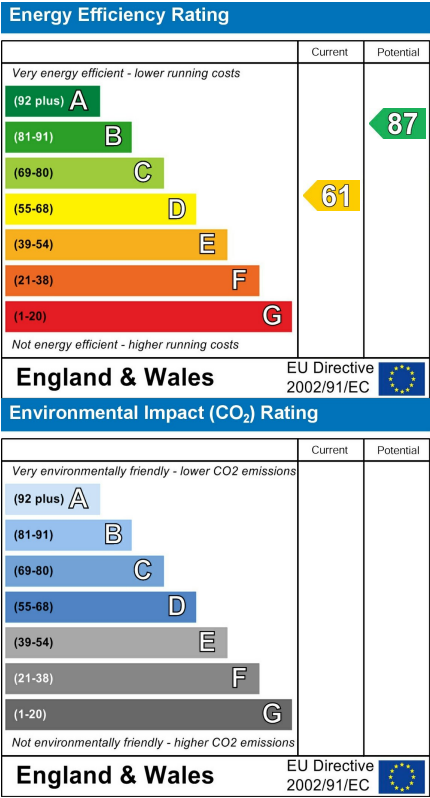 Energy Efficiency Rating
Current Potential
Very energy efficient - lower running costs
(92 plus) A
(81-91) B
87
(69-80) C
(55-68) D
61
(39-54) E
(21-38) F
(1-20) G
Not energy efficient - higher running costs
England & Wales
EU Directive
2002/91/EC
Environmental Impact (CO₂) Rating
Current Potential
Very environmentally friendly - lower CO2 emissions
(92 plus) A
(81-91) B
(69-80) C
(55-68) D
(39-54) E
(21-38) F
(1-20) G
Not environmentally friendly - higher CO2 emissions
England & Wales
EU Directive
2002/91/EC